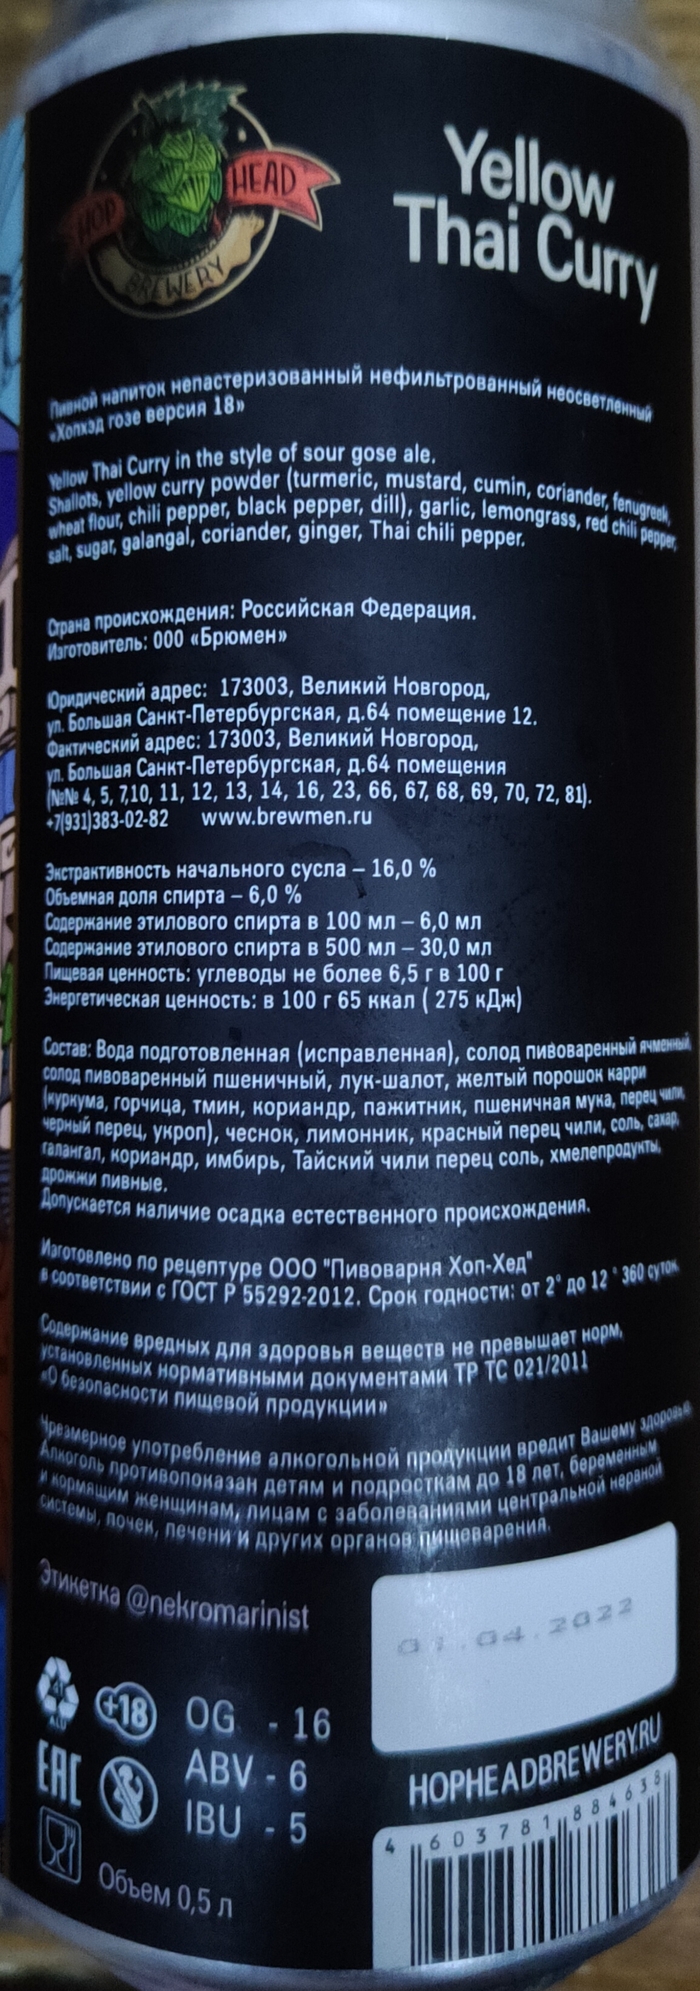 HOP HEAD
BREWERY
Yellow
Thai Curry
Пивной напиток непастеризованный нефильтрованный неосветленный
«Хопхэд гозе версия 18»
Yellow Thai Curry in the style of sour gose ale.
Shallots, yellow curry powder (turmeric, mustard, cumin, coriander, fenugreek,
wheat flour, chili pepper, black pepper, dill), garlic, lemongrass, red chili pepper,
salt, sugar, galangal, coriander, ginger, Thai chili pepper.
Страна происхождения: Российская Федерация.
Изготовитель: ООО «Брюмен»
Юридический адрес: 173003, Великий Новгород,
ул. Большая Санкт-Петербургская, д.64 помещение 12.
Фактический адрес: 173003, Великий Новгород,
ул. Большая Санкт-Петербургская, д.64 помещения
(№№ 4, 5, 7,10, 11, 12, 13, 14, 16, 23, 66, 67, 68, 69, 70, 72, 81).
+7(931)383-02-82 www.brewmen.ru
Экстрактивность начального сусла – 16,0 %
Объемная доля спирта – 6,0 %
Содержание этилового спирта в 100 мл – 6,0 мл
Содержание этилового спирта в 500 мл – 30,0 мл
Пищевая ценность: углеводы не более 6,5 г в 100 г
Энергетическая ценность: в 100 г 65 ккал ( 275 кДж)
Состав: Вода подготовленная (исправленная), солод пивоваренный ячменный,
солод пивоваренный пшеничный, лук-шалот, желтый порошок карри
(куркума, горчица, тмин, кориандр, пажитник, пшеничная мука, перец чили,
черный перец, укроп), чеснок, лимонник, красный перец чили, соль, сахар,
галангал, кориандр, имбирь, Тайский чили перец соль, хмелепродукты,
дрожжи пивные.
Допускается наличие осадка естественного происхождения.
Изготовлено по рецептуре ООО "Пивоварня Хоп-Хед"
в соответствии с ГОСТ Р 55292-2012. Срок годности: от 2° до 12 ° 360 суток
Содержание вредных для здоровья веществ не превышает норм,
установленных нормативными документами ТР ТС 021/2011
«О безопасности пищевой продукции»
Чрезмерное употребление алкогольной продукции вредит Вашему здоровью
Алкоголь противопоказан детям и подросткам до 18 лет, беременным
и кормящим женщинам, лицам с заболеваниями центральной нервной
системы, почек, печени и других органов пищеварения.
Этикетка @nekromarinist
01.04.2022
41
ALU
+18
OG - 16
EAC
ABV - 6
IBU - 5
Объем 0,5 л
HOPHEADBREWERY.RU
4 603781 884638